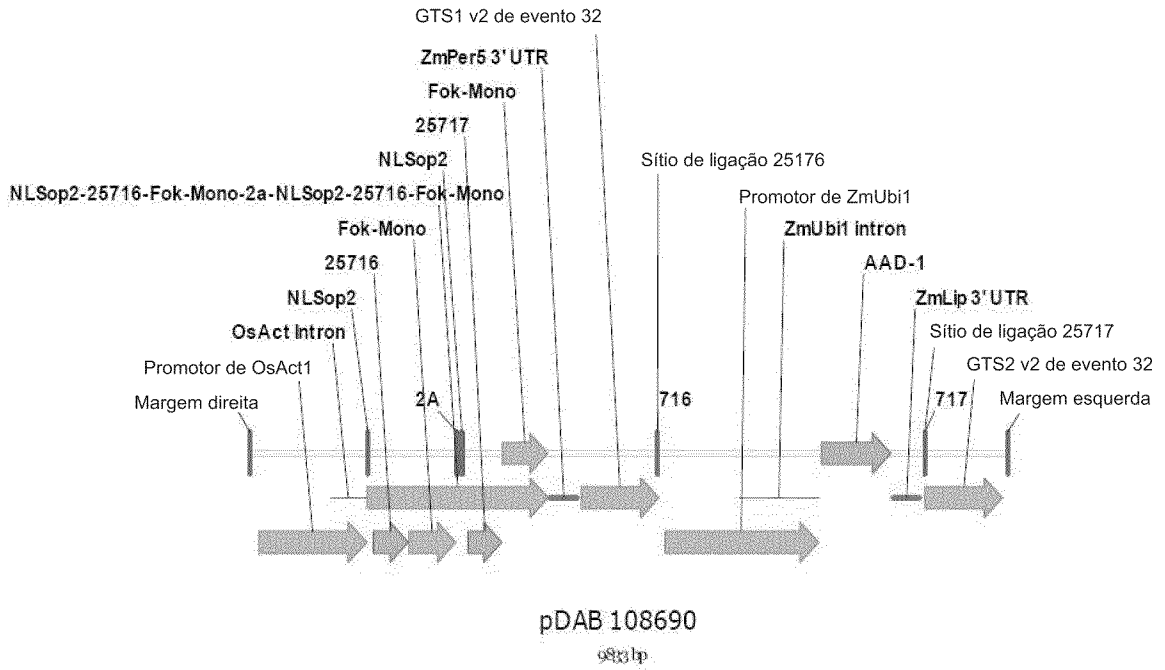 GTS1 v2 de evento 32
ZmPer5 3' UTR
Fok-Mono
25717
NLSop2
Sítio de ligação 25176
NLSop2-25716-Fok-Mono-2a-NLSop2-25716-Fok-Mono
Promotor de ZmUbi1
Fok-Mono
ZmUbi1 intron
25716
AAD-1
NLSop2
ZmLip 3' UTR
OsAct Intron
Sítio de ligação 25717
Promotor de OsAct1
GTS2 v2 de evento 32
Margem direita
2A
716
717
Margem esquerda
pDAB 108690
9833 bp